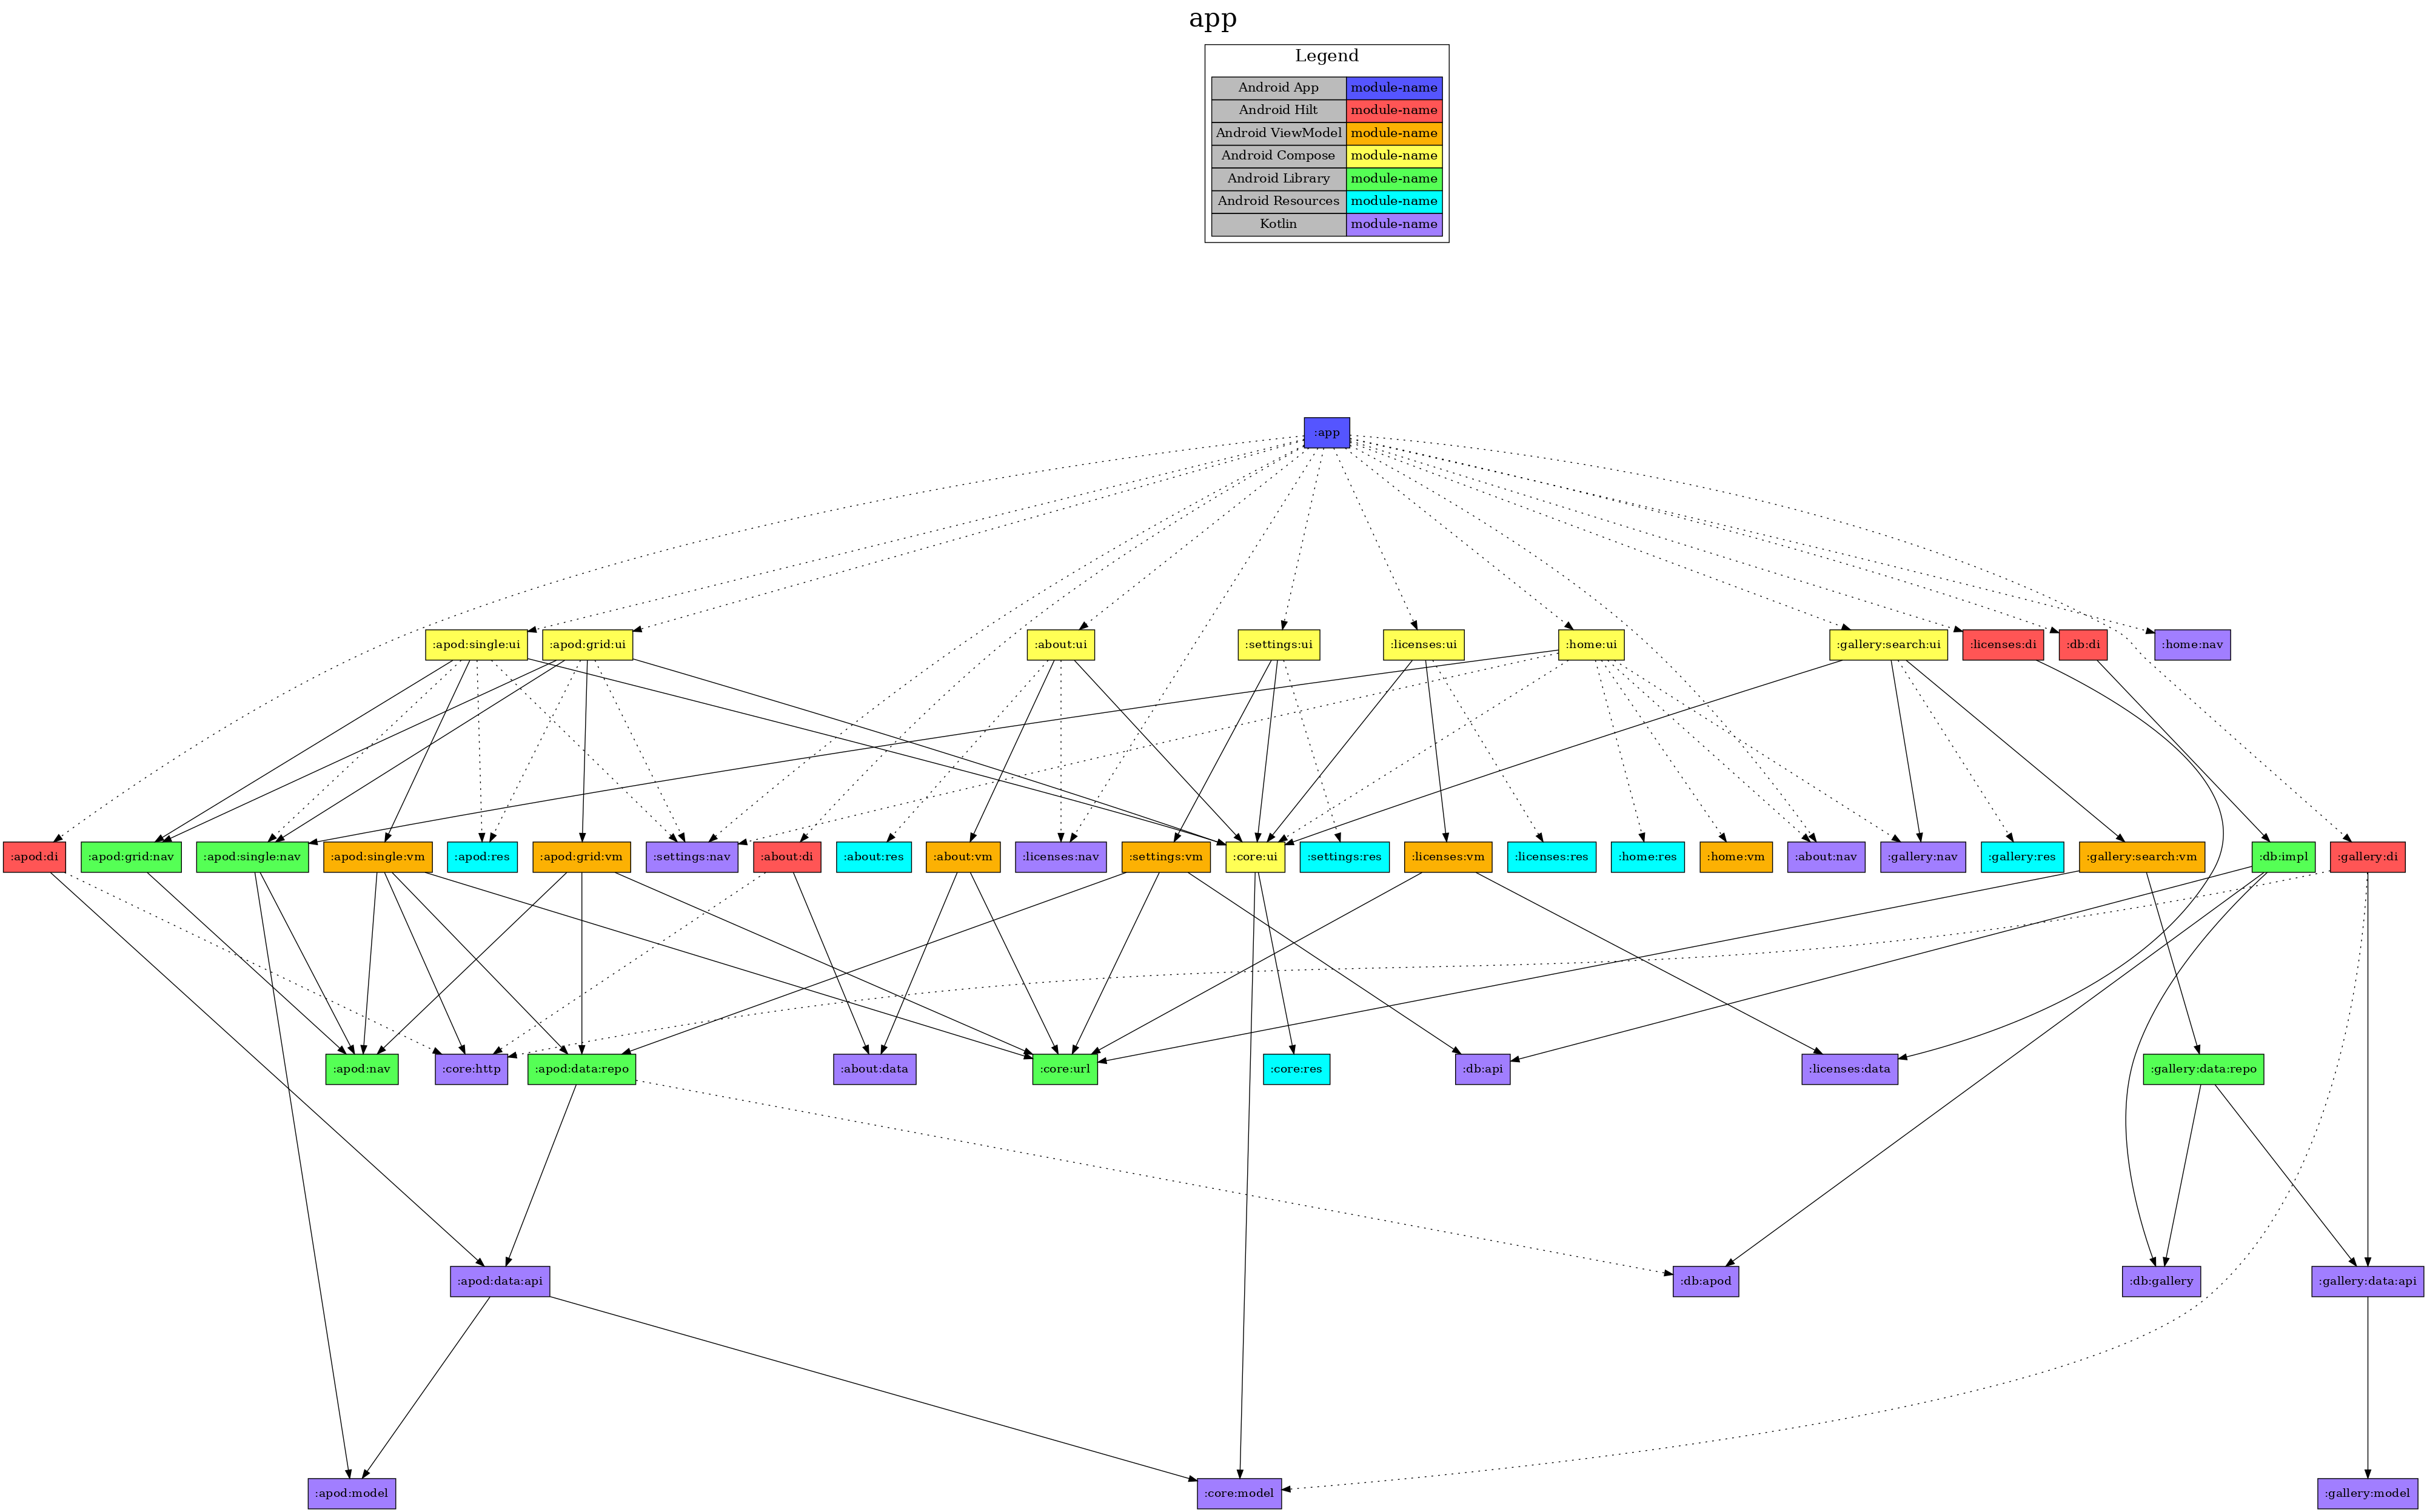 app
Legend
Android App module-name
Android Hilt module-name
Android ViewModel module-name
Android Compose module-name
Android Library module-name
Android Resources module-name
Kotlin module-name
:app
:apod:single:ui :apod:grid:ui :about:ui :settings:ui :licenses:ui :home:ui :gallery:search:ui :licenses:di :db:di :home:nav
:apod:di :apod:grid:nav :apod:single:nav :apod:single:vm :apod:res :apod:grid:vm :settings:nav :about:di :about:res :about:vm :licenses:nav :settings:vm :core:ui :settings:res :licenses:vm :licenses:res :home:res :home:vm :about:nav :gallery:nav :gallery:res :gallery:search:vm :db:impl :gallery:di
:apod:nav :core:http :apod:data:repo :about:data :core:url :core:res :db:api :licenses:data :gallery:data:repo
:apod:data:api :db:apod :db:gallery :gallery:data:api
:apod:model :core:model :gallery:model